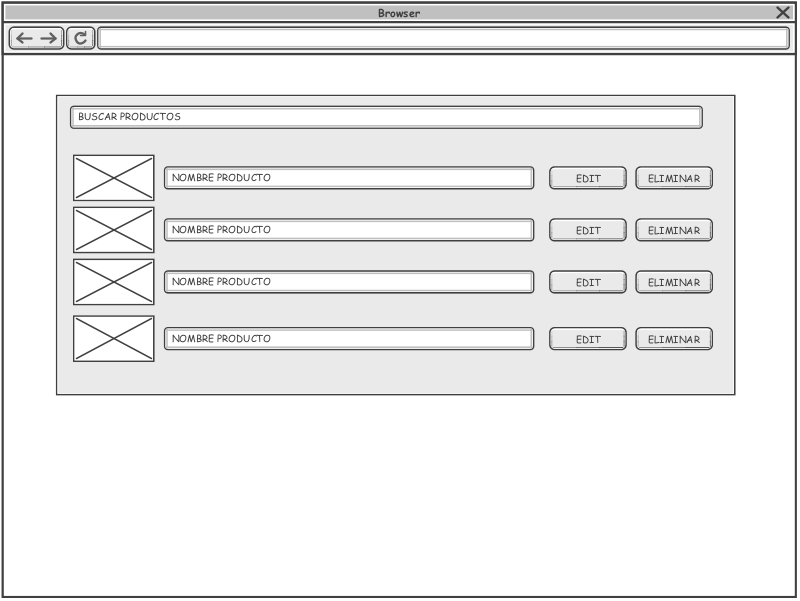 Browser
BUSCAR PRODUCTOS
NOMBRE PRODUCTO EDIT ELIMINAR
NOMBRE PRODUCTO EDIT ELIMINAR
NOMBRE PRODUCTO EDIT ELIMINAR
NOMBRE PRODUCTO EDIT ELIMINAR